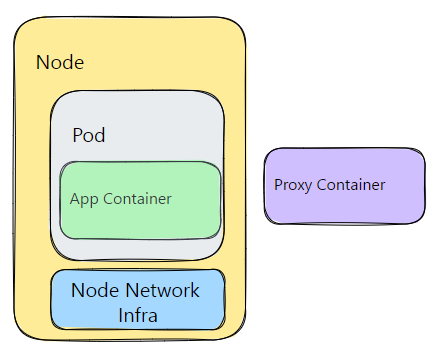 Node
Pod
App Container
Proxy Container
Node Network
Infra